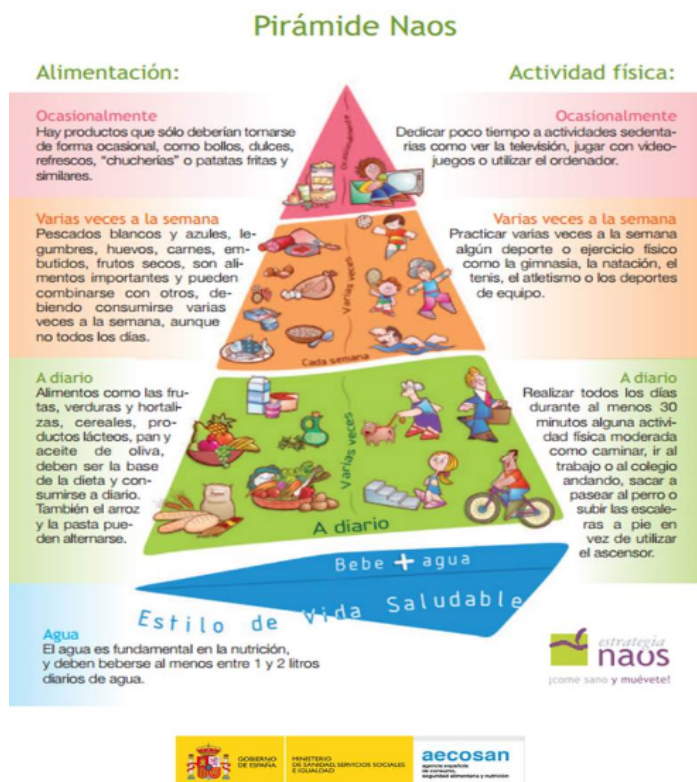 Pirámide Naos
Alimentación:
Actividad física:
Ocasionalmente
Hay productos que sólo deberían tomarse
de forma ocasional, como bollos, dulces,
refrescos, "chucherías" o patatas fritas y
similares.
Ocasionalmente
Ocasionalmente
Dedicar poco tiempo a actividades sedenta-
rias como ver la televisión, jugar con video-
juegos o utilizar el ordenador.
Varias veces a la semana
Pescados blancos y azules, le-
gumbres, huevos, carnes, em-
butidos, frutos secos, son ali-
mentos importantes y pueden
combinarse con otros, de-
biendo consumirse varias
veces a la semana, aunque
no todos los días.
Varias veces
Cada semana
Varias veces a la semana
Practicar varias veces a la semana
algún deporte o ejercicio físico
como la gimnasia, la natación, el
tenis, el atletismo o los deportes
de equipo.
A diario
Alimentos como las fru-
tas, verduras y hortali-
zas, cereales, pro-
ductos lácteos, pan y
aceite de oliva,
deben ser la base
de la dieta y con-
sumirse a diario.
También el arroz
y la pasta pue-
den alternarse.
Varias veces
A diario
A diario
Realizar todos los días
durante al menos 30
minutos alguna activi-
dad física moderada
como caminar, ir al
trabajo o al colegio
andando, sacar a
pasear al perro o
subir las escale-
ras a pie en
vez de utilizar
el ascensor.
Bebe + agua
Estilo de Vida Saludable
Agua
El agua es fundamental en la nutrición,
y deben beberse al menos entre 1 y 2 litros
diarios de agua.
estrategia
naos
¡come sano y muévete!
GOBIERNO
DE ESPAÑA
MINISTERIO
DE SANIDAD, SERVICIOS SOCIALES
E IGUALDAD
aecosan
agencia española
de consumo,
seguridad alimentaria y nutrición